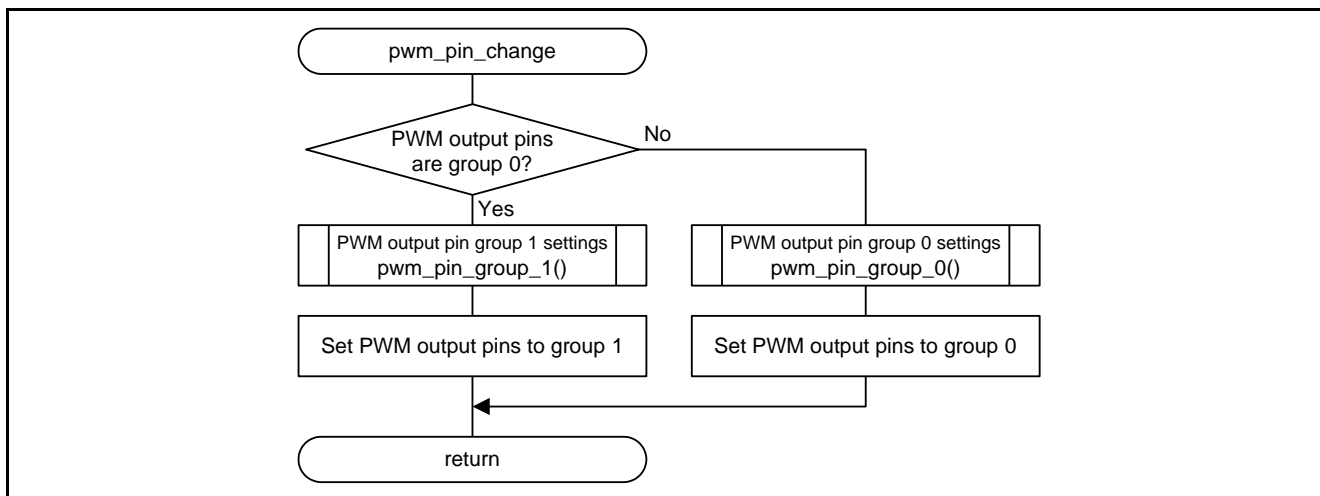 pwm_pin_change
PWM output pins
are group 0?
No
Yes
PWM output pin group 1 settings
pwm_pin_group_1()
PWM output pin group 0 settings
pwm_pin_group_0()
Set PWM output pins to group 1
Set PWM output pins to group 0
return